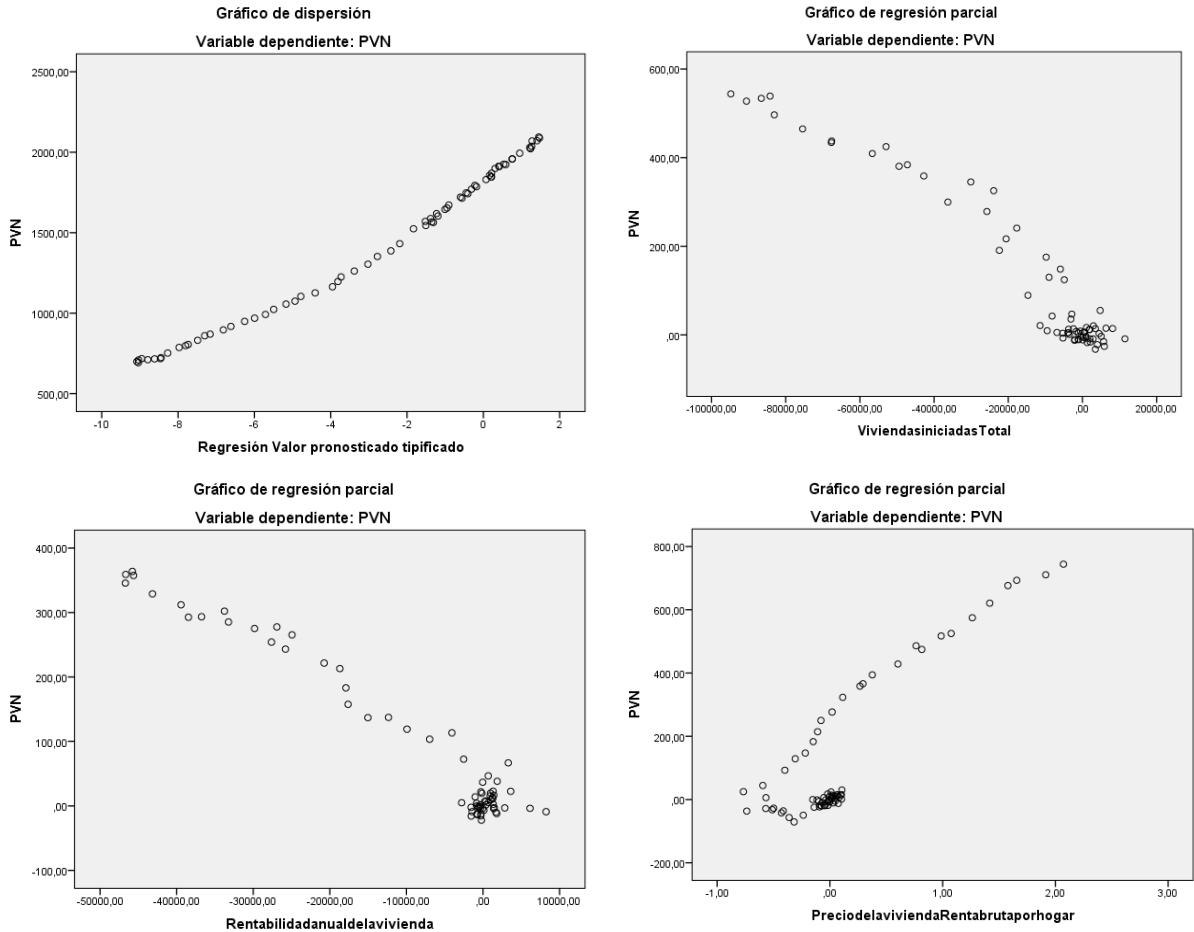 Gráfico de dispersión
Variable dependiente: PVN
2500,00
2000,00
1500,00
1000,00
500,00
PVN
-10
-8
-6
-4
-2
0
2
Regresión Valor pronosticado tipificado
Gráfico de regresión parcial
Variable dependiente: PVN
600,00
400,00
200,00
,00
PVN
-100000,00
-80000,00
-60000,00
-40000,00
-20000,00
,00
20000,00
ViviendasiniciadasTotal
Gráfico de regresión parcial
Variable dependiente: PVN
400,00
300,00
200,00
100,00
,00
-100,00
PVN
-50000,00
-40000,00
-30000,00
-20000,00
-10000,00
,00
10000,00
Rentabilidadanualdelavivienda
Gráfico de regresión parcial
Variable dependiente: PVN
800,00
600,00
400,00
200,00
,00
-200,00
PVN
-1,00
,00
1,00
2,00
3,00
PreciodelaviviendaRentabrutaporhogar